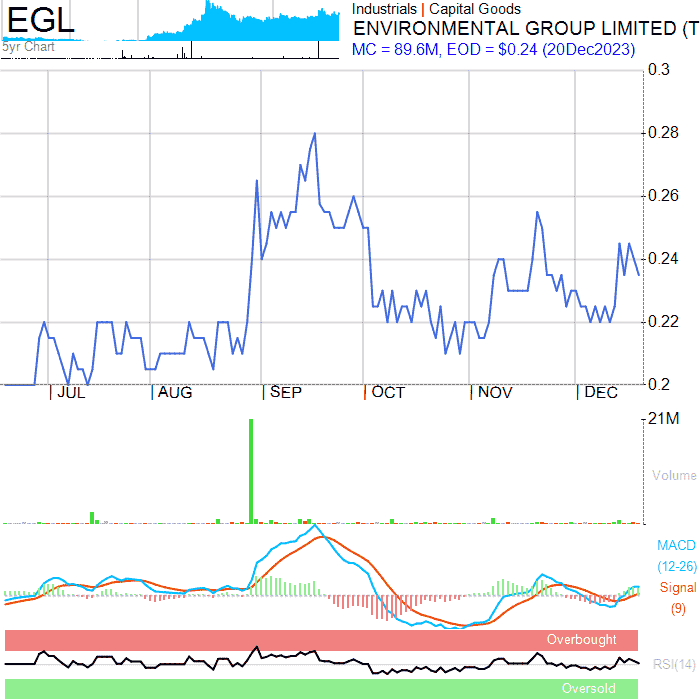 EGL
5yr Chart
Industrials | Capital Goods
ENVIRONMENTAL GROUP LIMITED (T
MC = 89.6M, EOD = $0.24 (20Dec2023)
0.3
0.28
0.26
0.24
0.22
0.2
JUL AUG SEP OCT NOV DEC
21M
Volume
MACD
(12-26)
Signal
(9)
Overbought
RSI(14)
Oversold